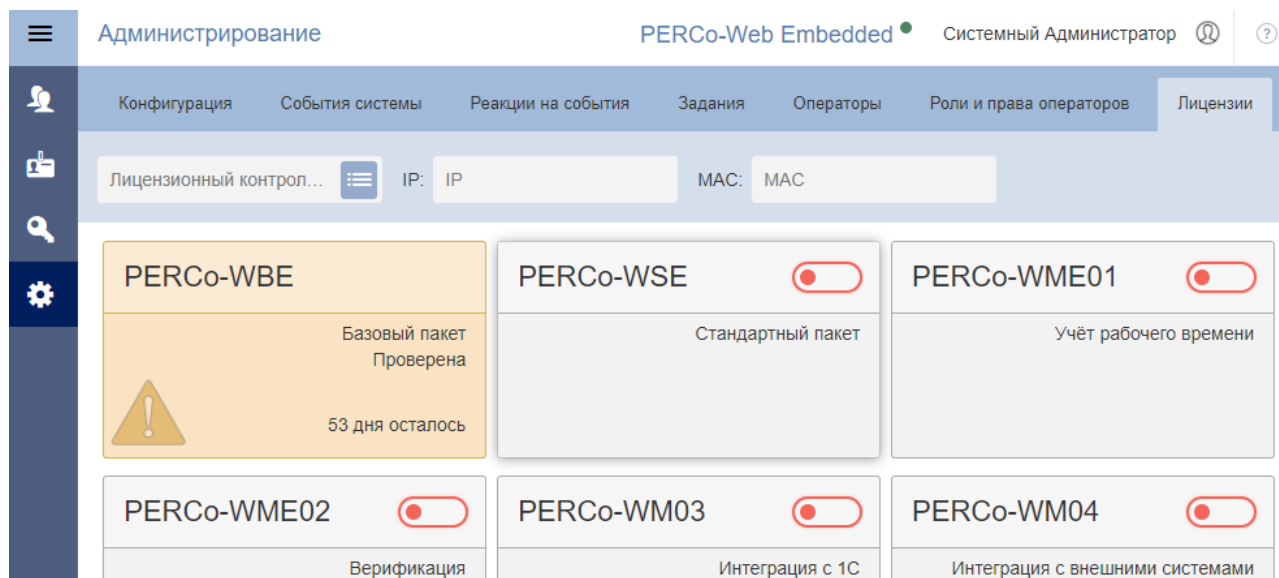 Администрирование
PERCo-Web Embedded
Системный Администратор
?
Конфигурация
События системы
Реакции на события
Задания
Операторы
Роли и права операторов
Лицензии
Лицензионный контрол...
IP:
IP
MAC:
MAC
PERCo-WBE
Базовый пакет
Проверена
53 дня осталось
PERCo-WSE
Стандартный пакет
PERCo-WME01
Учёт рабочего времени
PERCo-WME02
Верификация
PERCo-WM03
Интеграция с 1С
PERCo-WM04
Интеграция с внешними системами